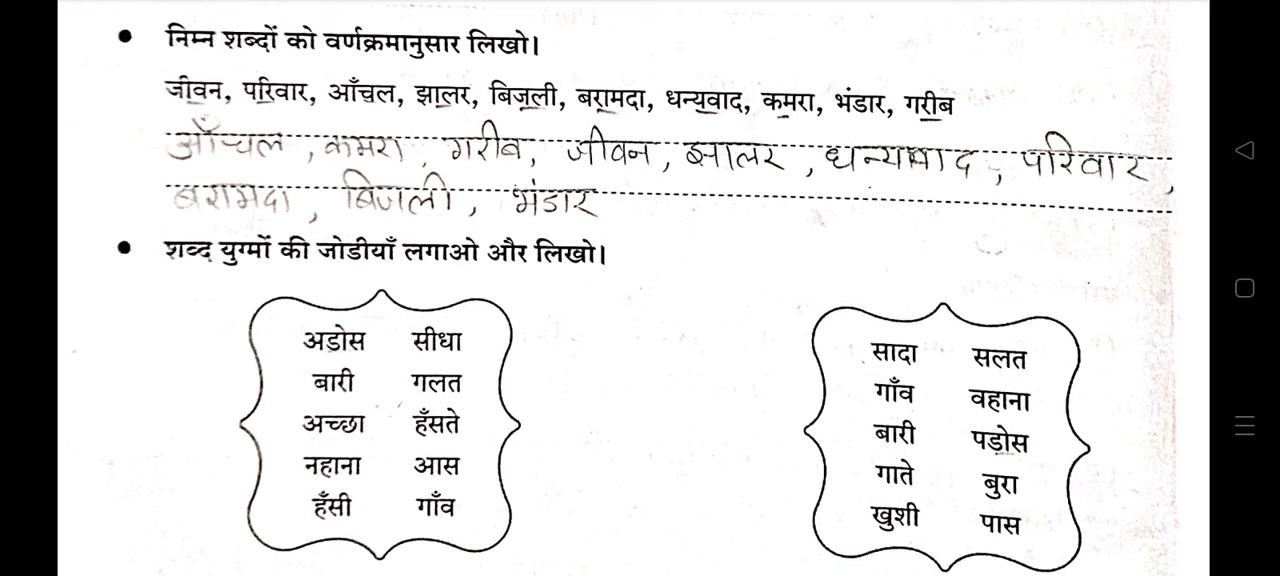 • निम्न शब्दों को वर्णक्रमानुसार लिखो।
जीवन, परिवार, आँचल, झालर, बिजली, बरामदा, धन्यवाद, कमरा, भंडार, गरीब
आँचल, कमरा, गरीब, जीवन, झालर, धन्यवाद, परिवार,
बरामदा, बिजली, भंडार
• शब्द युग्मों की जोडीयाँ लगाओ और लिखो।
अडोस सीधा
बारी गलत
अच्छा हँसते
नहाना आस
हँसी गाँव
सादा सलत
गाँव वहाना
बारी पड़ोस
गाते बुरा
खुशी पास